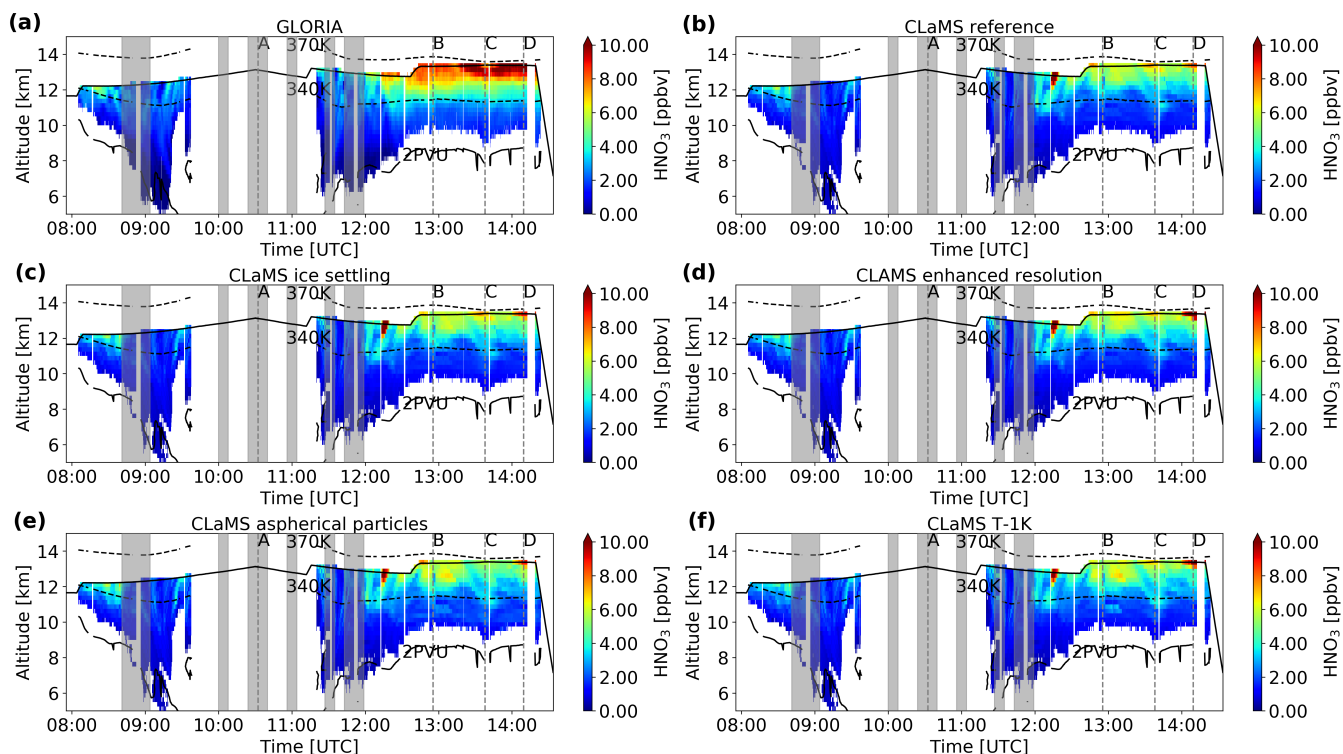 (a) GLORIA
A 370K B C D
340K
14
12
10
8
6
Altitude [km]
08:00 09:00 10:00 11:00 12:00 13:00 14:00
Time [UTC]
10.00
8.00
6.00
4.00
2.00
0.00
HNO3 [ppbv]
(b) CLaMS reference
A 370K B C D
340K
2PVU
14
12
10
8
6
Altitude [km]
08:00 09:00 10:00 11:00 12:00 13:00 14:00
Time [UTC]
10.00
8.00
6.00
4.00
2.00
0.00
HNO3 [ppbv]
2PVU
(c) CLaMS ice settling
A 370K B C D
340K
2PVU
14
12
10
8
6
Altitude [km]
08:00 09:00 10:00 11:00 12:00 13:00 14:00
Time [UTC]
10.00
8.00
6.00
4.00
2.00
0.00
HNO3 [ppbv]
(d) CLAMS enhanced resolution
A 370K B C D
340K
2PVU
14
12
10
8
6
Altitude [km]
08:00 09:00 10:00 11:00 12:00 13:00 14:00
Time [UTC]
10.00
8.00
6.00
4.00
2.00
0.00
HNO3 [ppbv]
(e) CLaMS aspherical particles
A 370K B C D
340K
2PVU
14
12
10
8
6
Altitude [km]
08:00 09:00 10:00 11:00 12:00 13:00 14:00
Time [UTC]
10.00
8.00
6.00
4.00
2.00
0.00
HNO3 [ppbv]
(f) CLaMS T-1K
A 370K B C D
340K
2PVU
14
12
10
8
6
Altitude [km]
08:00 09:00 10:00 11:00 12:00 13:00 14:00
Time [UTC]
10.00
8.00
6.00
4.00
2.00
0.00
HNO3 [ppbv]